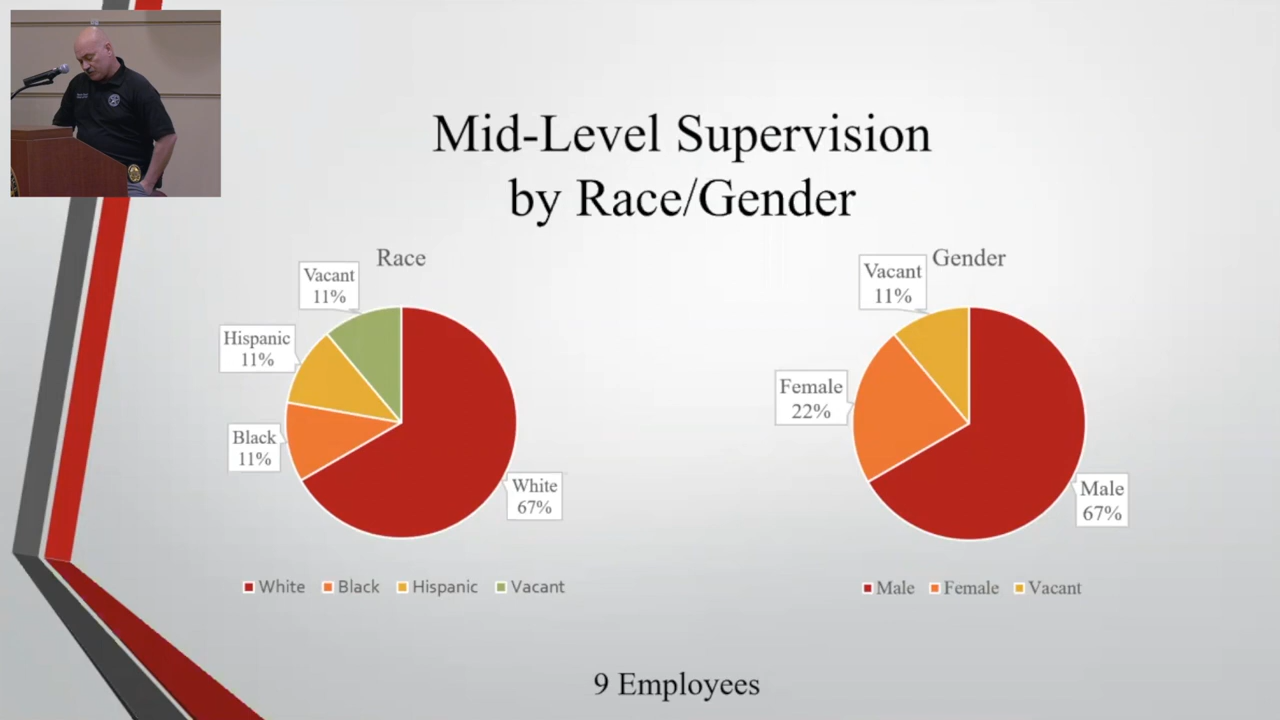 Mid-Level Supervision
by Race/Gender
Race
Vacant
11%
Hispanic
11%
Black
11%
White
67%
White Black Hispanic Vacant
Gender
Vacant
11%
Female
22%
Male
67%
Male Female Vacant
9 Employees